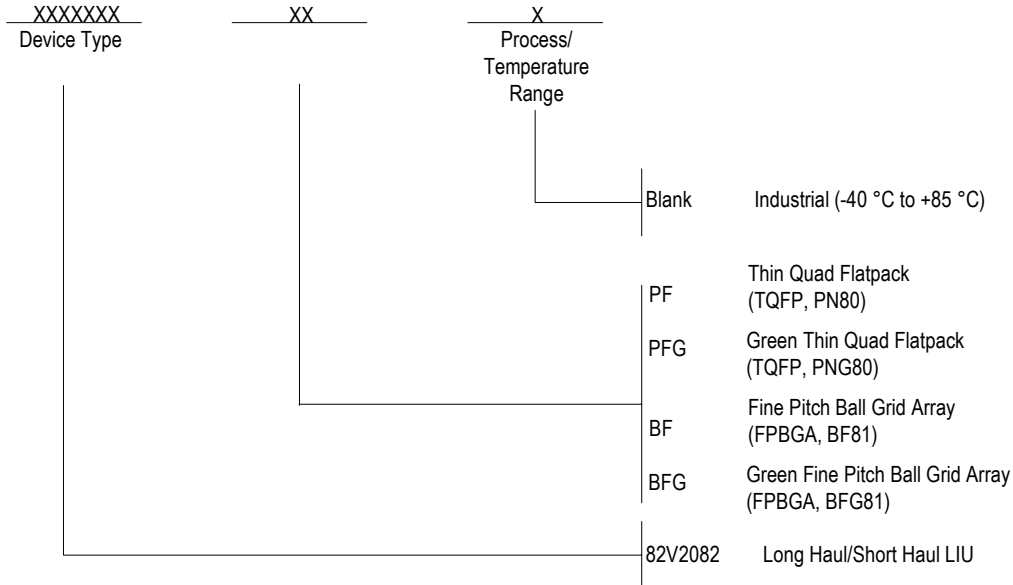 XXXXXXX XX X
Device Type Process/
Temperature
Range
Blank Industrial (-40 °C to +85 °C)
PF Thin Quad Flatpack
(TQFP, PN80)
PFG Green Thin Quad Flatpack
(TQFP, PNG80)
BF Fine Pitch Ball Grid Array
(FPBGA, BF81)
BFG Green Fine Pitch Ball Grid Array
(FPBGA, BFG81)
82V2082 Long Haul/Short Haul LIU